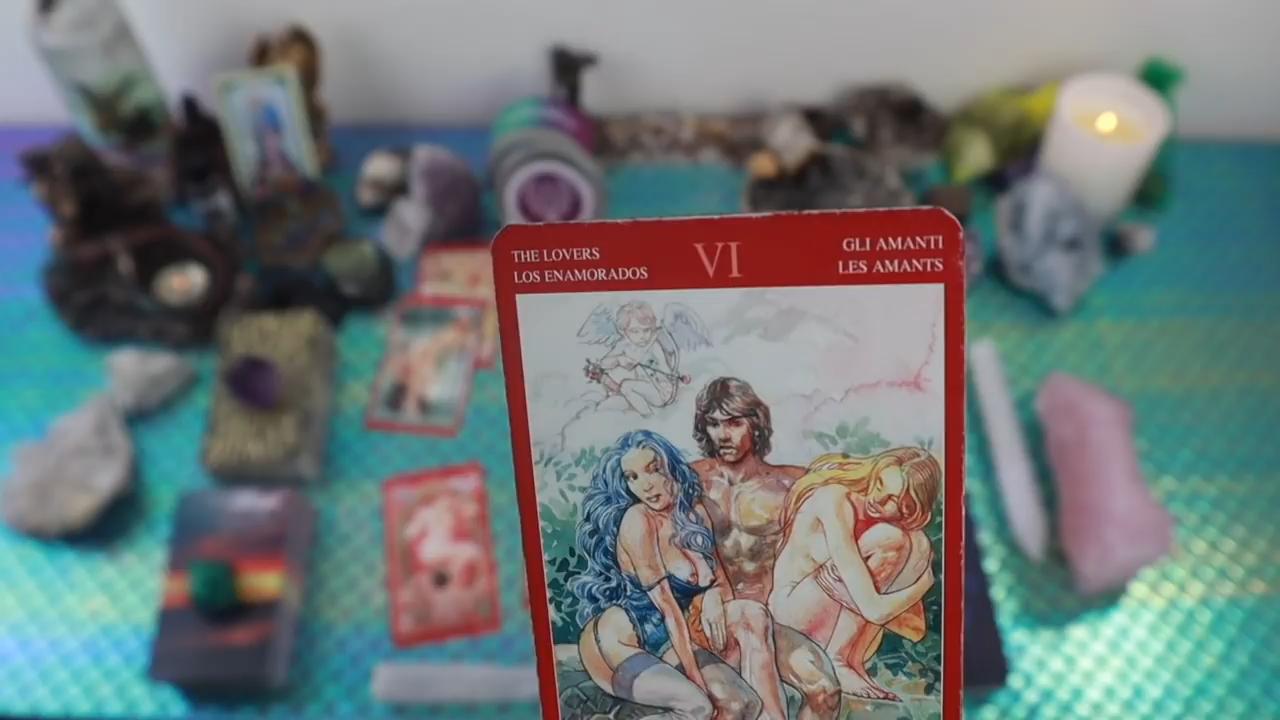 THE LOVERS
LOS ENAMORADOS
VI
GLI AMANTI
LES AMANTS